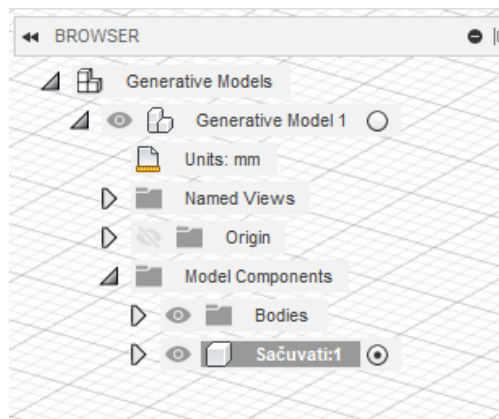 BROWSER
Generative Models
Generative Model 1
Units: mm
Named Views
Origin
Model Components
Bodies
Sačuvati:1